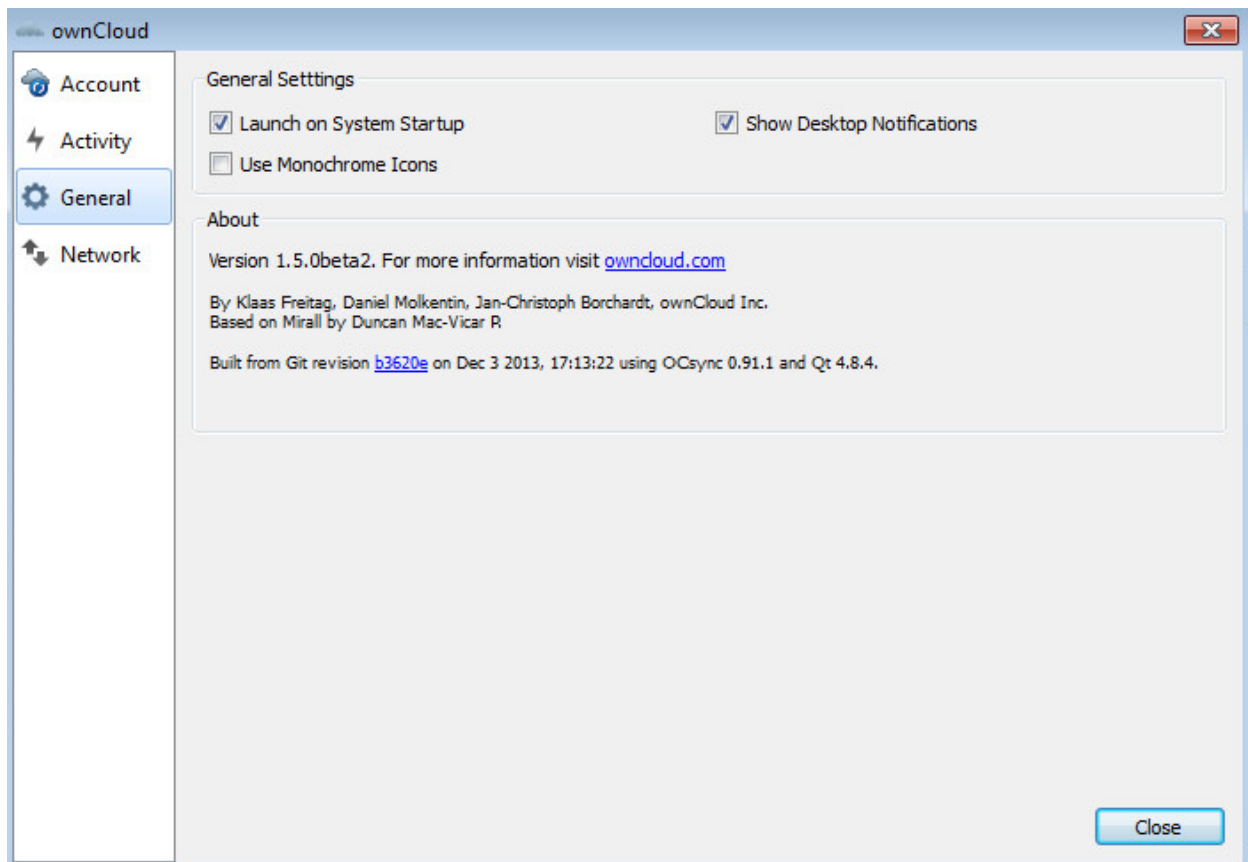 ownCloud
Account
Activity
General
Network
General Setttings
Launch on System Startup
Show Desktop Notifications
Use Monochrome Icons
About
Version 1.5.0beta2. For more information visit owncloud.com
By Klaas Freitag, Daniel Molkentin, Jan-Christoph Borchardt, ownCloud Inc.
Based on Mirall by Duncan Mac-Vicar P.
Built from Git revision b3620e on Dec 3 2013, 17:13:22 using OCsync 0.91.1 and Qt 4.8.4.
Close